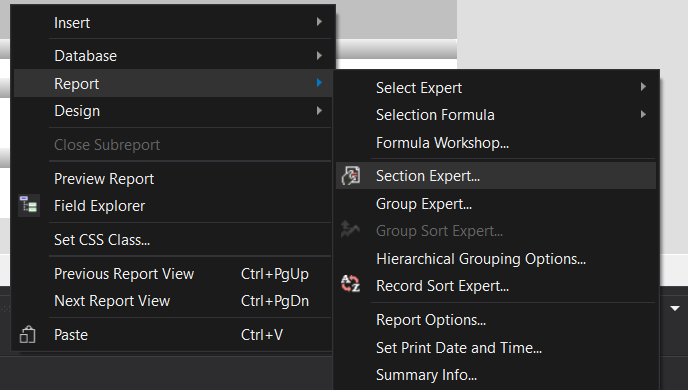 Insert
Database
Report
Design
Close Subreport
Preview Report
Field Explorer
Set CSS Class...
Previous Report View Ctrl+PgUp
Next Report View Ctrl+PgDn
Paste Ctrl+V
Select Expert
Selection Formula
Formula Workshop...
Section Expert...
Group Expert...
Group Sort Expert...
Hierarchical Grouping Options...
Record Sort Expert...
Report Options...
Set Print Date and Time...
Summary Info...